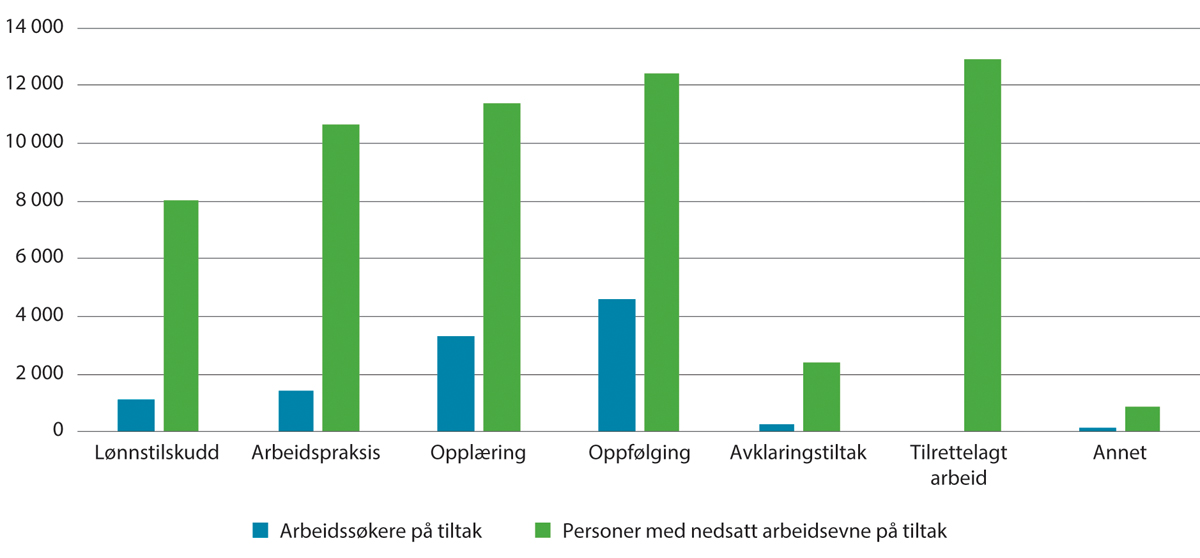 14 000
12 000
10 000
8 000
6 000
4 000
2 000
0
Lønnstilskudd
Arbeidspraksis
Opplæring
Oppfølging
Avklaringstiltak
Tilrettelagt
arbeid
Annet
Arbeidssøkere på tiltak
Personer med nedsatt arbeidsevne på tiltak